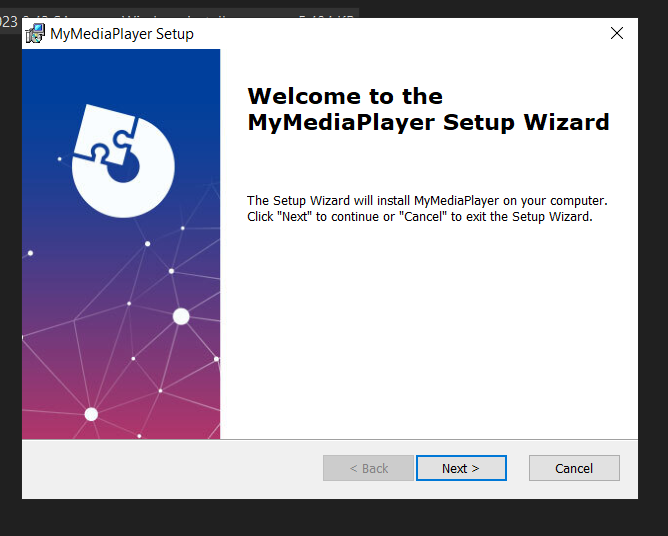 MyMediaPlayer Setup
Welcome to the
MyMediaPlayer Setup Wizard
The Setup Wizard will install MyMediaPlayer on your computer.
Click "Next" to continue or "Cancel" to exit the Setup Wizard.
< Back
Next >
Cancel